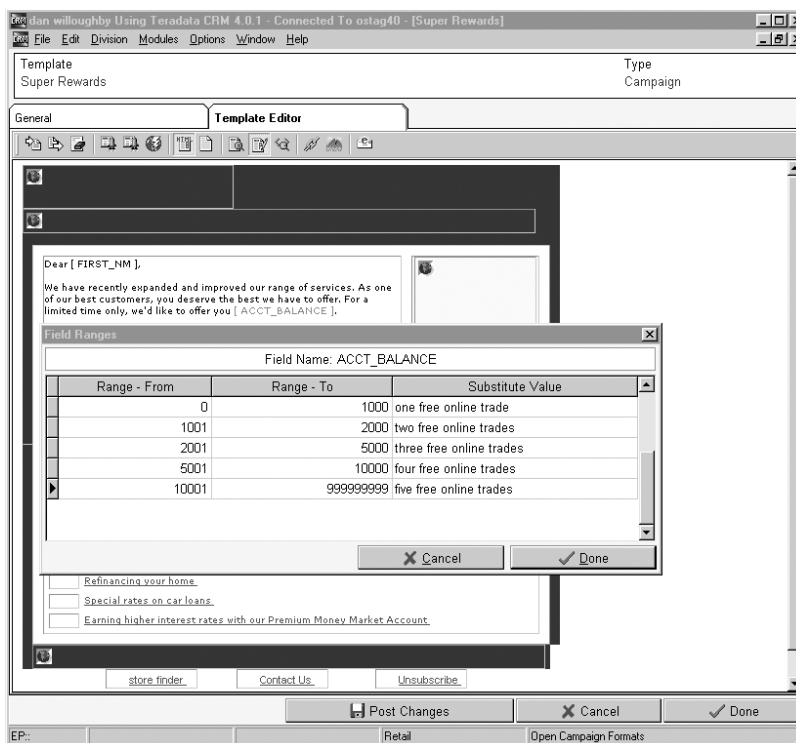 dan willoughby Using Teradata CRM 4.0.1 - Connected To ostag40 - [Super Rewards]
File Edit Division Modules Options Window Help
Template Type
Super Rewards Campaign
General Template Editor
Dear [ FIRST_NM ],
We have recently expanded and improved our range of services. As one
of our best customers, you deserve the best we have to offer. For a
limited time only, we'd like to offer you [ ACCT_BALANCE ].
Field Ranges
Field Name: ACCT_BALANCE
Range - From Range - To Substitute Value
0 1000 one free online trade
1001 2000 two free online trades
2001 5000 three free online trades
5001 10000 four free online trades
10001 999999999 five free online trades
Cancel Done
Refinancing your home
Special rates on car loans
Earning higher interest rates with our Premium Money Market Account
store finder Contact Us Unsubscribe
Post Changes Cancel Done
EP:: Retail Open Campaign Formats